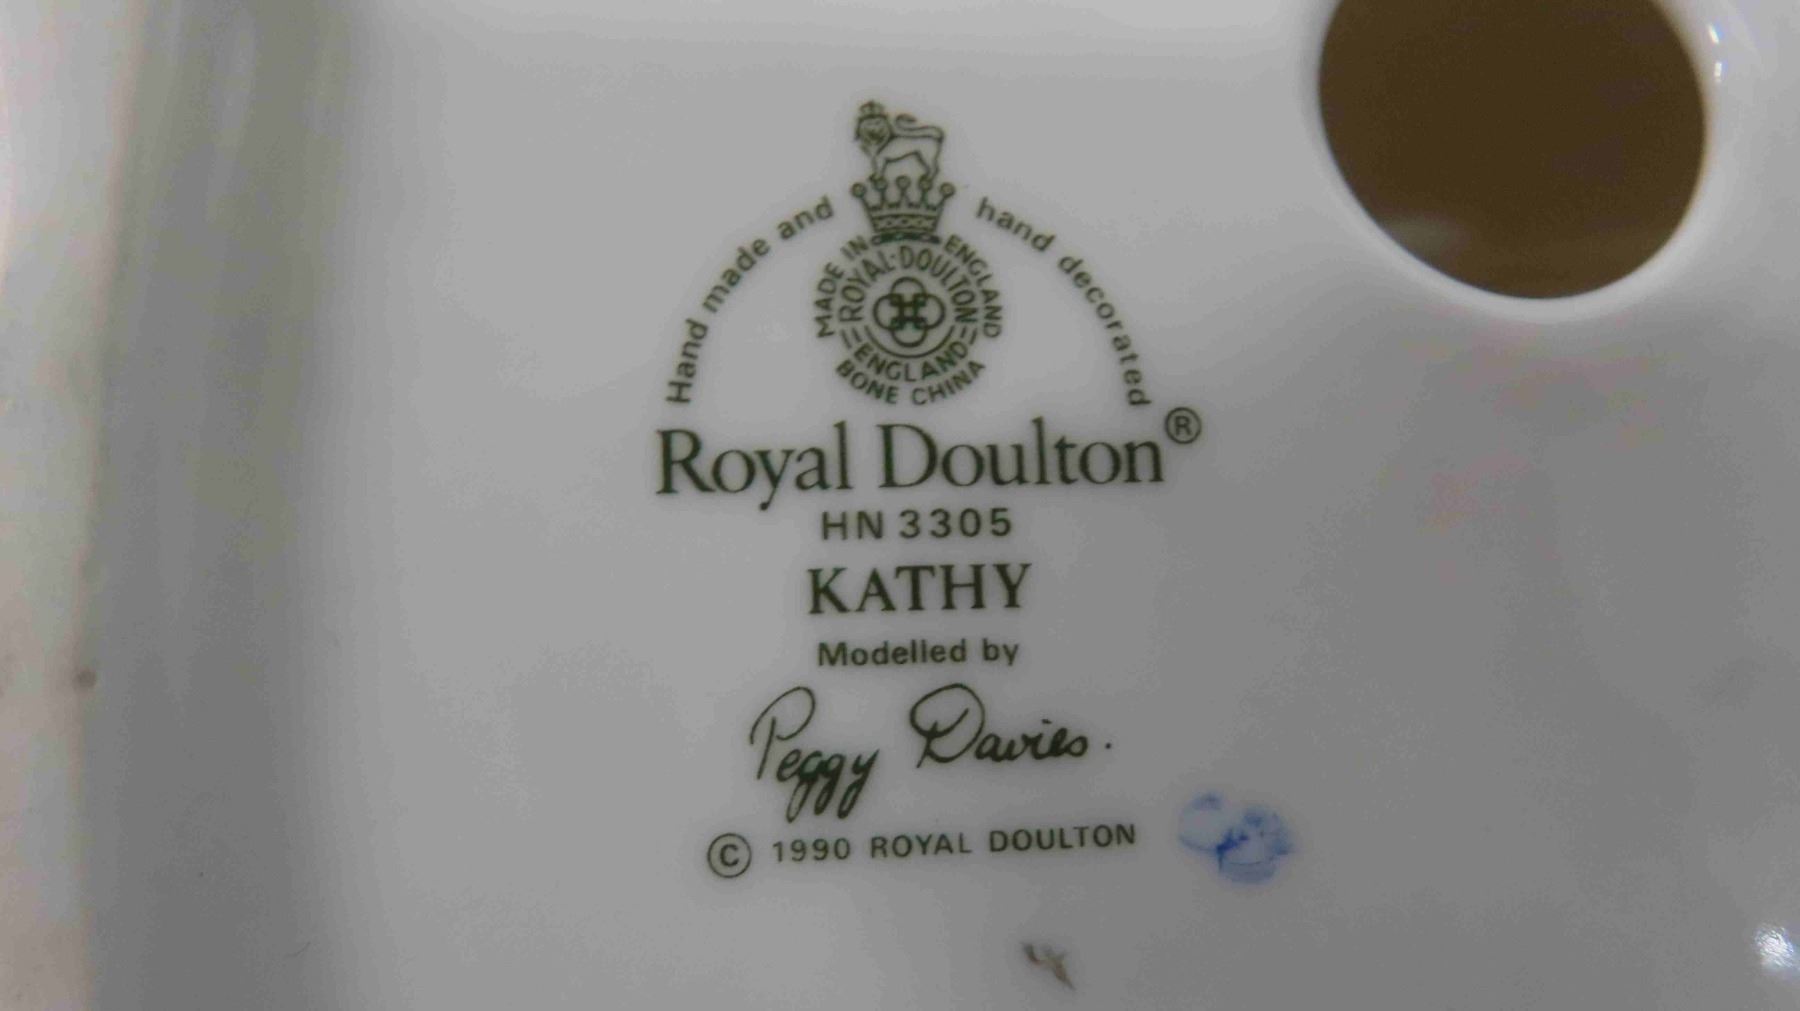 Hand made and hand decorated
MADE IN ENGLAND
ROYAL·DOULTON
ENGLAND
BONE CHINA
Royal Doulton®
HN 3305
KATHY
Modelled by
Peggy Davies.
© 1990 ROYAL DOULTON